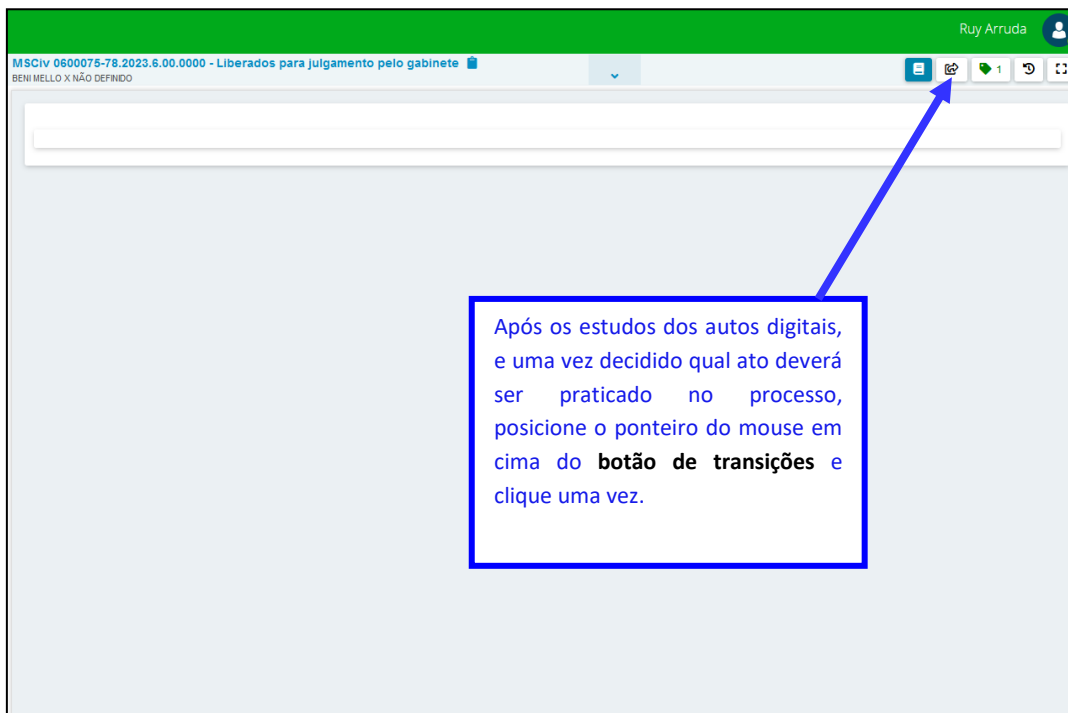 Ruy Arruda
MSCiv 0600075-78.2023.6.00.0000 - Liberados para julgamento pelo gabinete
BENI MELLO X NÃO DEFINIDO
1
Após os estudos dos autos digitais,
e uma vez decidido qual ato deverá
ser praticado no processo,
posicione o ponteiro do mouse em
cima do botão de transições e
clique uma vez.